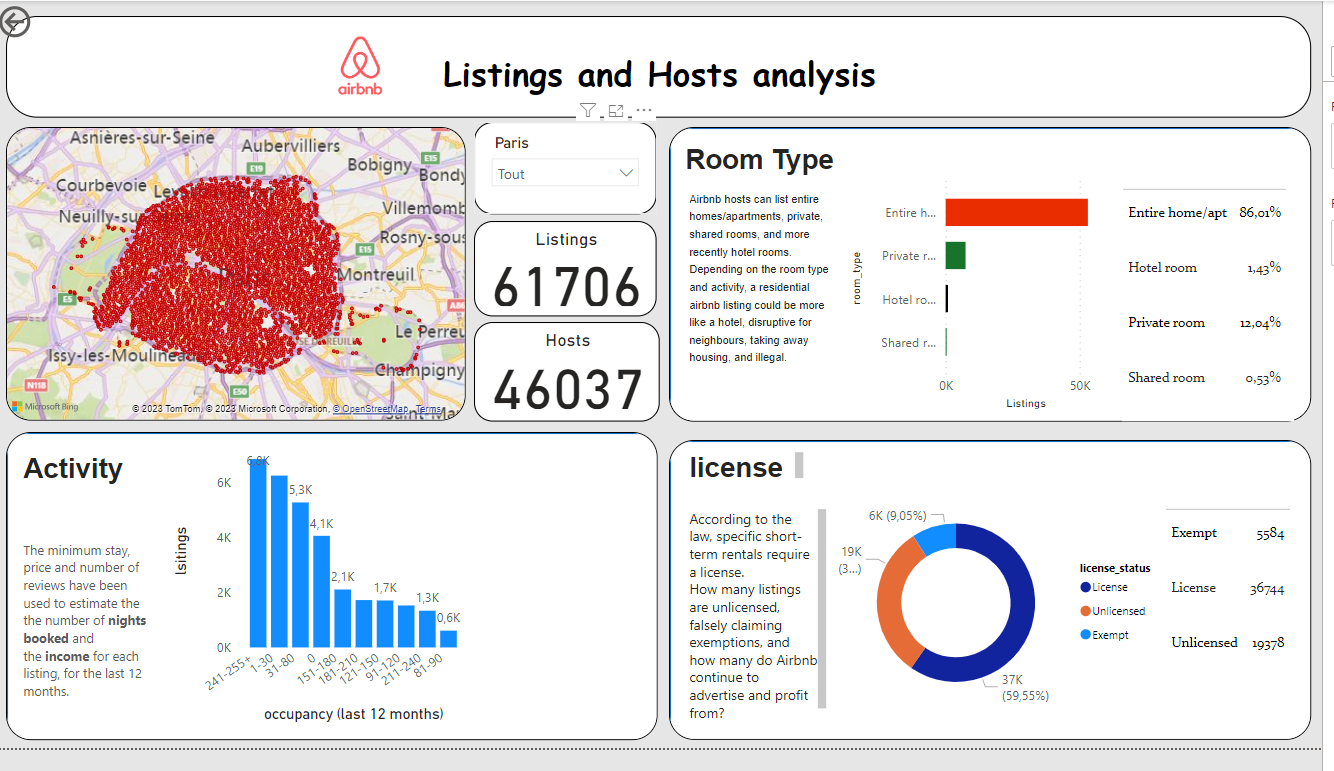 airbnb
Listings and Hosts analysis
Asnières-sur-Seine
Aubervilliers
Bobigny
E15
Bondy
E19
Courbevoie
Neuilly-su
Villemomb
Rosny-sous
E15
Montreuil
E5
A86
Le Perreu
Issy-les-Moulineau
Champigny
N118
E50
Saint-Ma
Microsoft Bing
© 2023 TomTom, © 2023 Microsoft Corporation, © OpenStreetMap Terms
Paris
Tout
Listings
61706
Hosts
46037
Room Type
Airbnb hosts can list entire
homes/apartments, private,
shared rooms, and more
recently hotel rooms.
Depending on the room type
and activity, a residential
airbnb listing could be more
like a hotel, disruptive for
neighbours, taking away
housing, and illegal.
room_type
Entire h...
Private r...
Hotel ro...
Shared r...
0K
50K
Listings
Entire home/apt 86,01%
Hotel room 1,43%
Private room 12,04%
Shared room 0,53%
Activity
The minimum stay,
price and number of
reviews have been
used to estimate the
the number of nights
booked and
the income for each
listing, for the last 12
months.
lsitings
6K
4K
2K
0K
6,8K
5,3K
4,1K
2,1K
1,7K
1,3K
0,6K
241-255+
1-30
31-80
0
151-180
181-210
121-150
91-120
211-240
81-90
occupancy (last 12 months)
license
According to the
law, specific short-
term rentals require
a license.
How many listings
are unlicensed,
falsely claiming
exemptions, and
how many do Airbnb
continue to
advertise and profit
from?
6K (9,05%)
19K
(3...)
37K
(59,55%)
license_status
License
Unlicensed
Exempt
Exempt 5584
License 36744
Unlicensed 19378